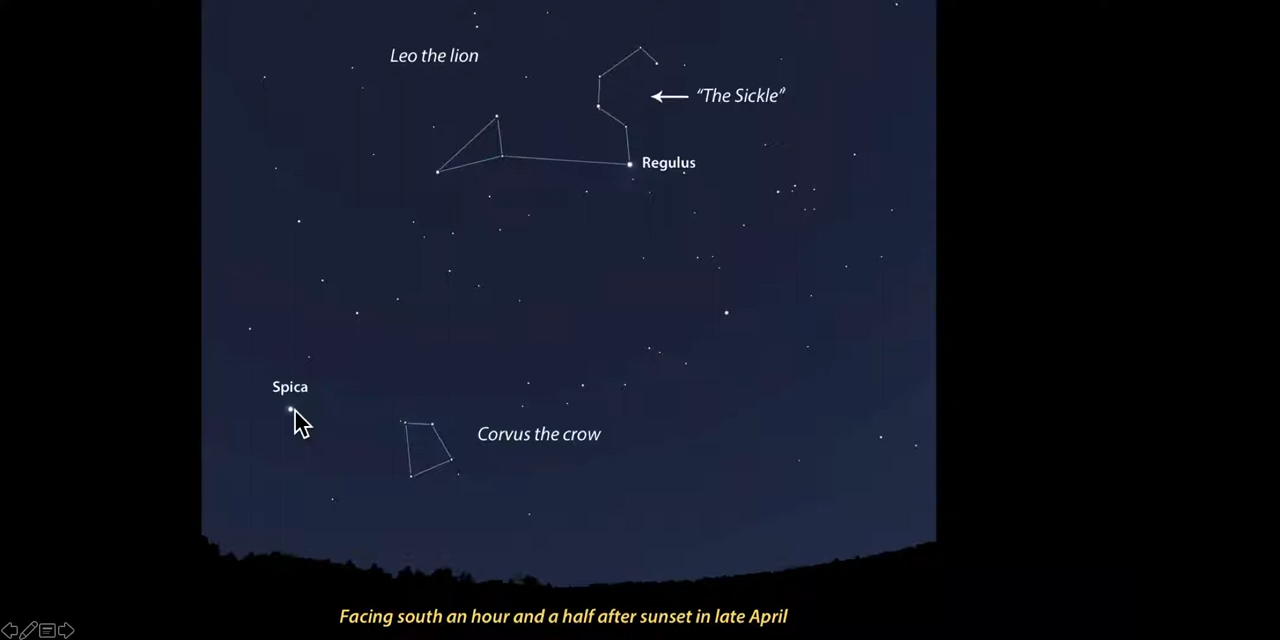 Leo the lion
"The Sickle"
Regulus
Spica
Corvus the crow
Facing south an hour and a half after sunset in late April